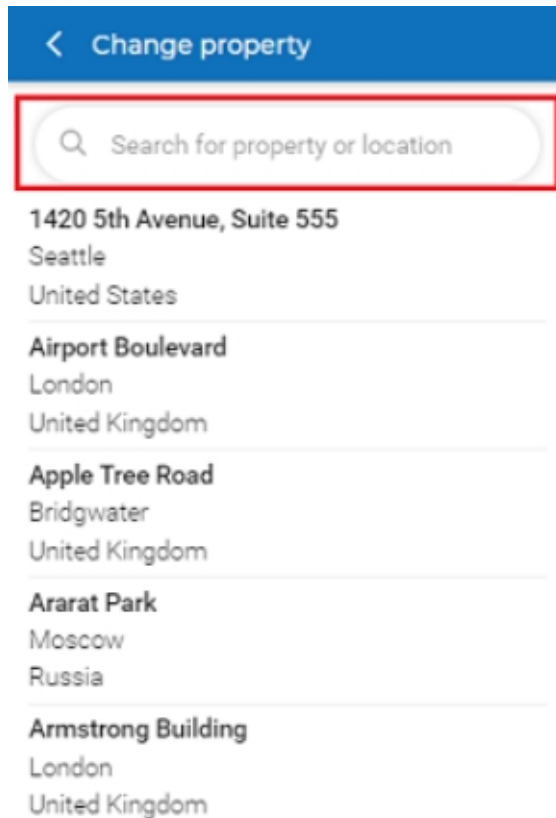 Change property
Search for property or location
1420 5th Avenue, Suite 555
Seattle
United States
Airport Boulevard
London
United Kingdom
Apple Tree Road
Bridgwater
United Kingdom
Ararat Park
Moscow
Russia
Armstrong Building
London
United Kingdom